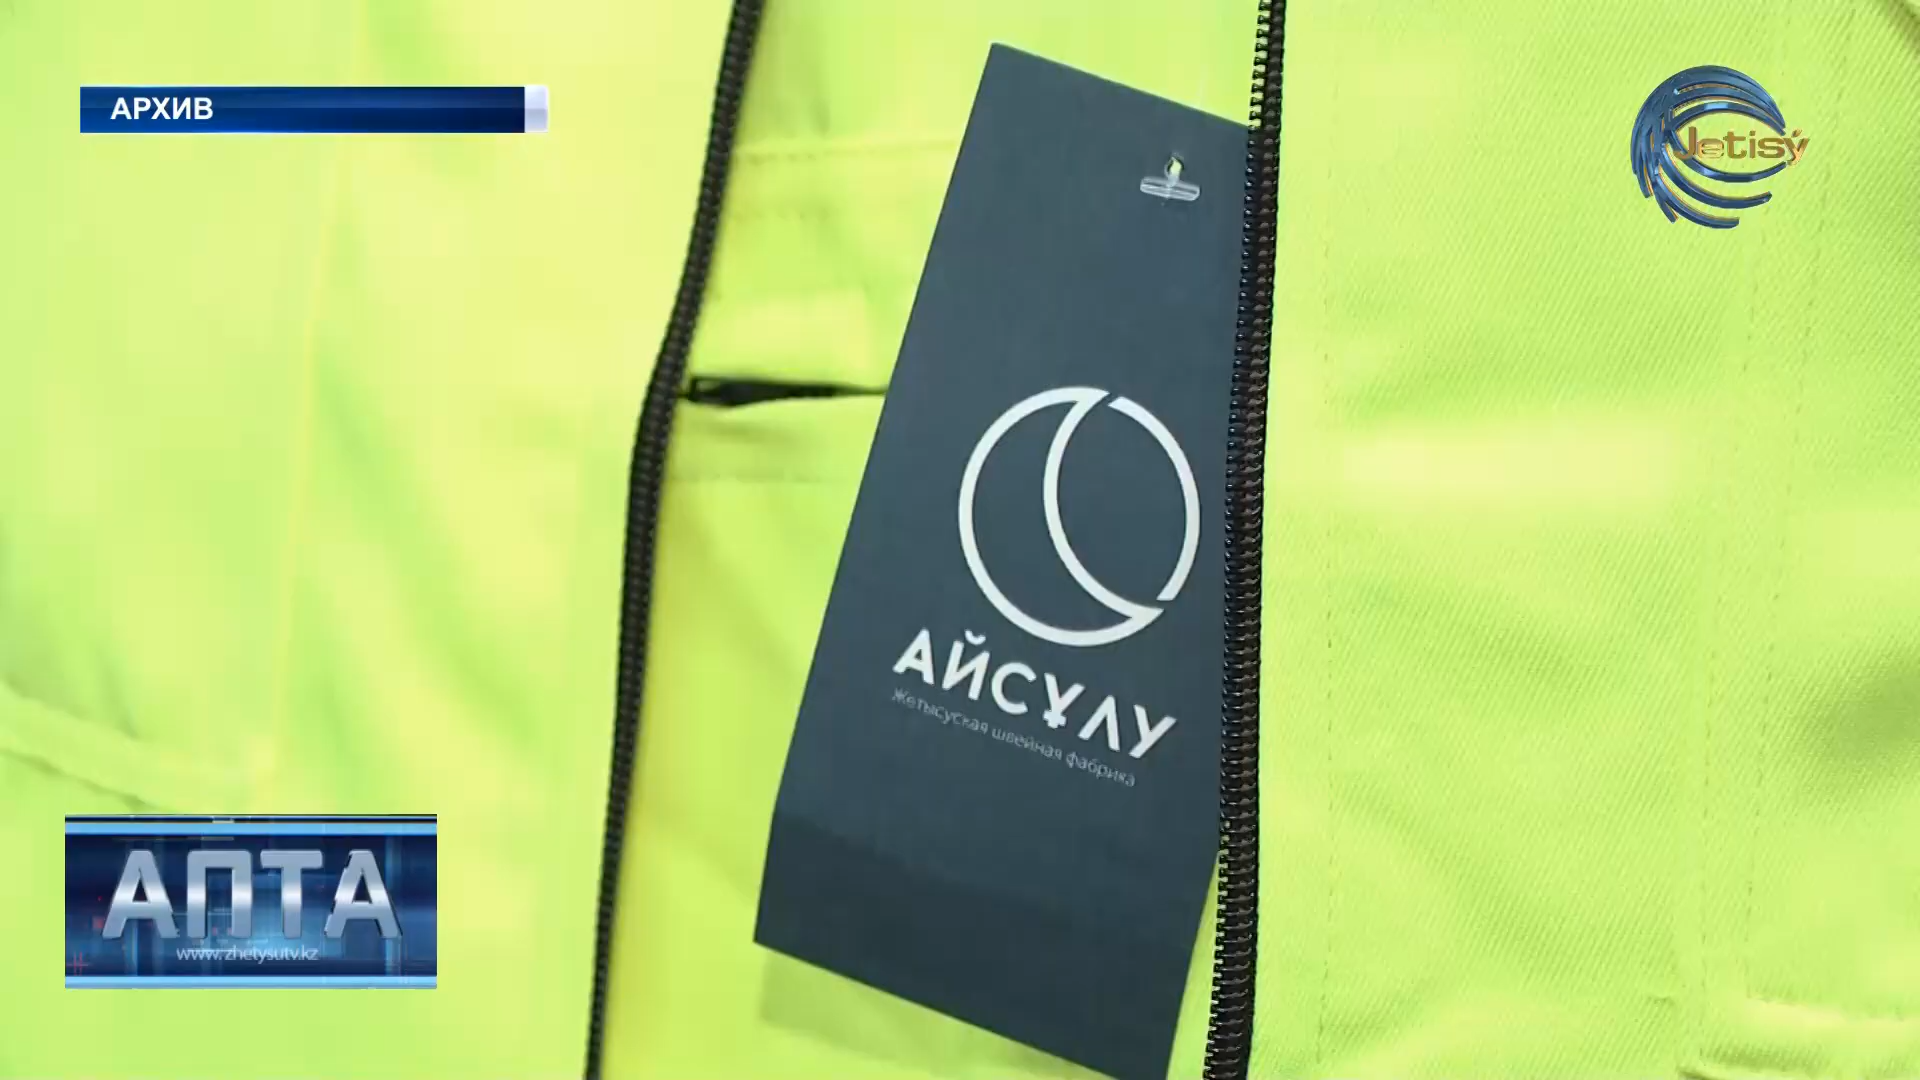 АРХИВ
Jetisý
АЙСҰЛУ
Жетысуская швейная фабрика
АПТА
www.zhetysutv.kz